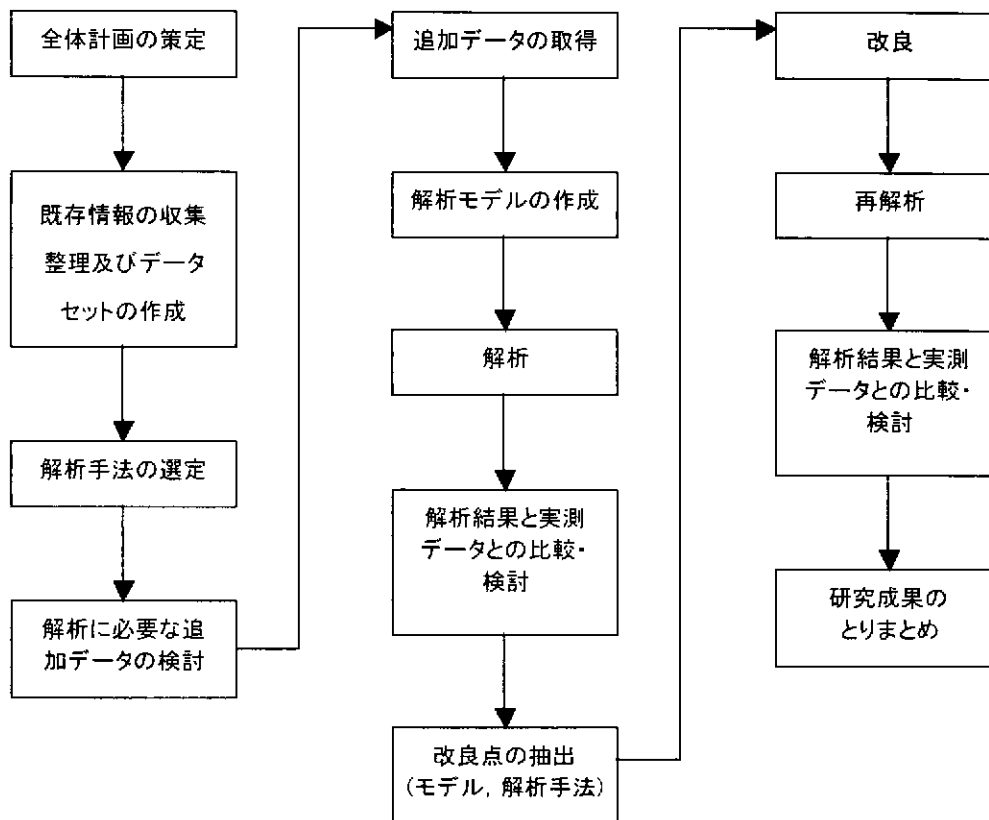 全体計画の策定
既存情報の収集
整理及びデータ
セットの作成
解析手法の選定
解析に必要な追
加データの検討
追加データの取得
解析モデルの作成
解析
解析結果と実測
データとの比較・
検討
改良点の抽出
(モデル, 解析手法)
改良
再解析
解析結果と実測
データとの比較・
検討
研究成果の
とりまとめ